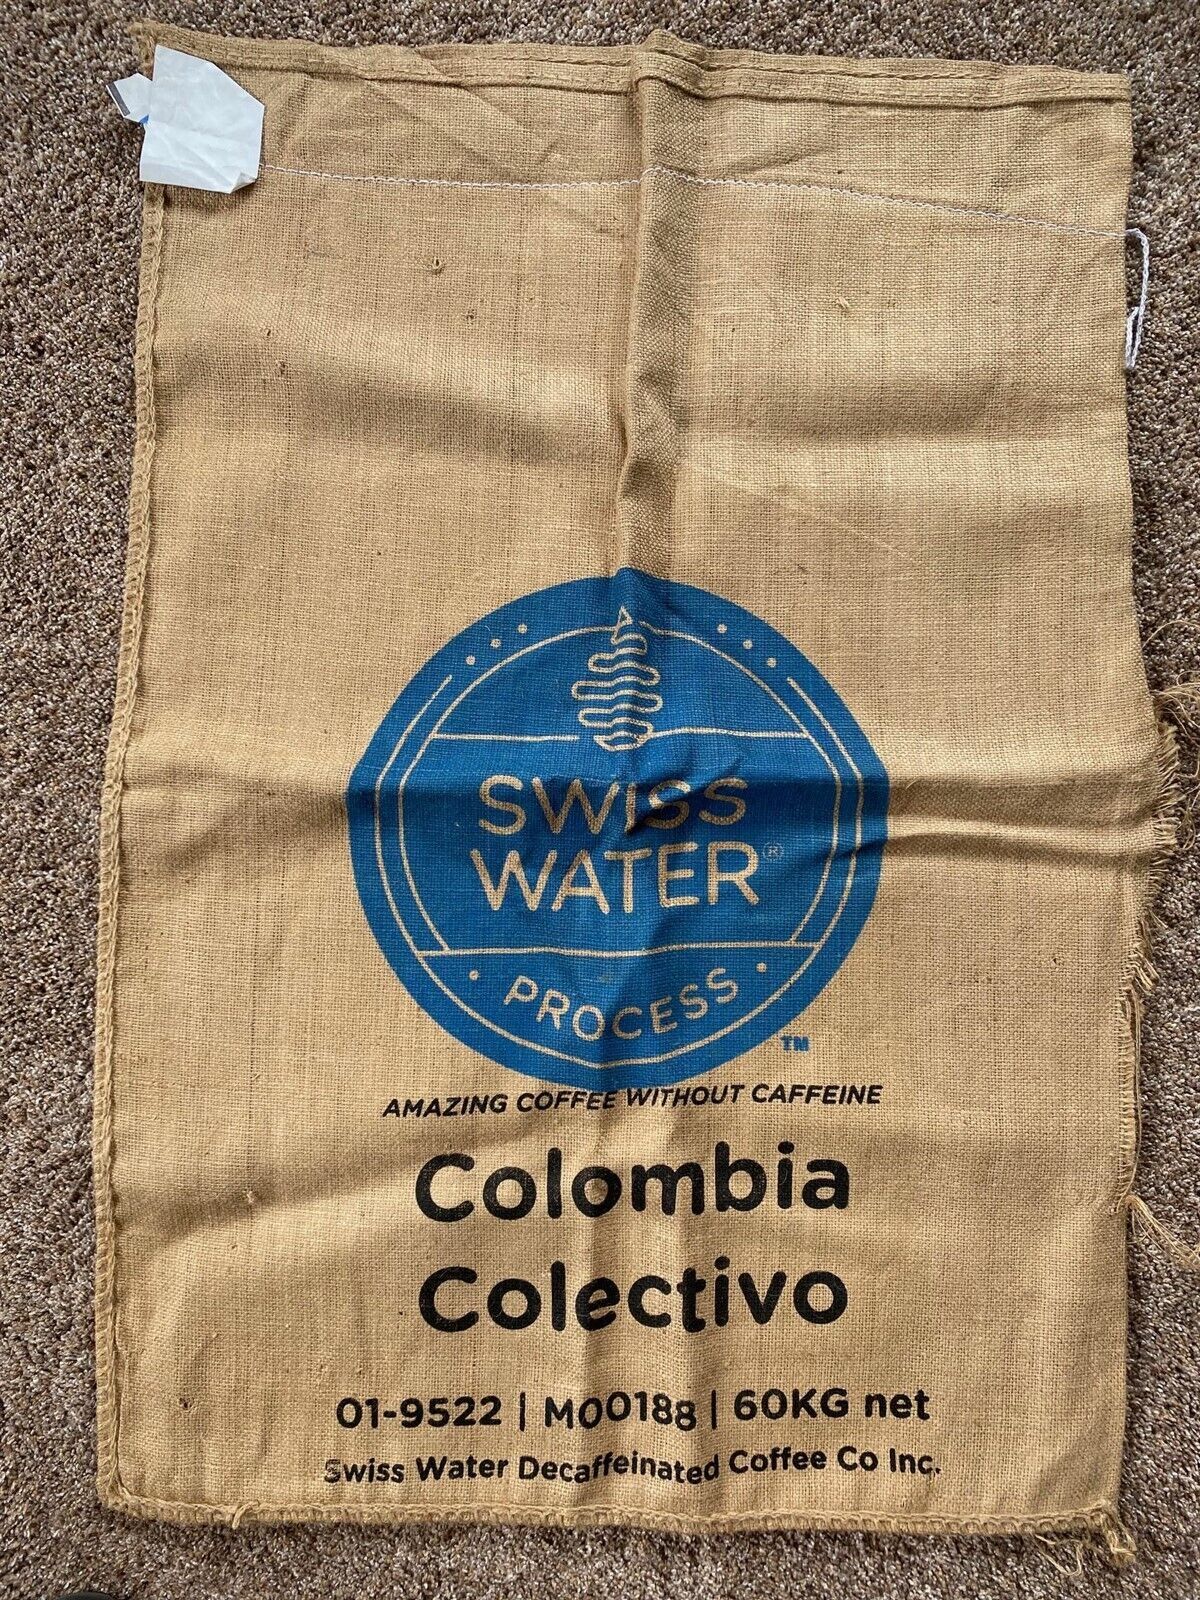 SWISS
WATER®
• PROCESS •
TM
AMAZING COFFEE WITHOUT CAFFEINE
Colombia
Colectivo
01-9522 | M00188 | 60KG net
Swiss Water Decaffeinated Coffee Co Inc.